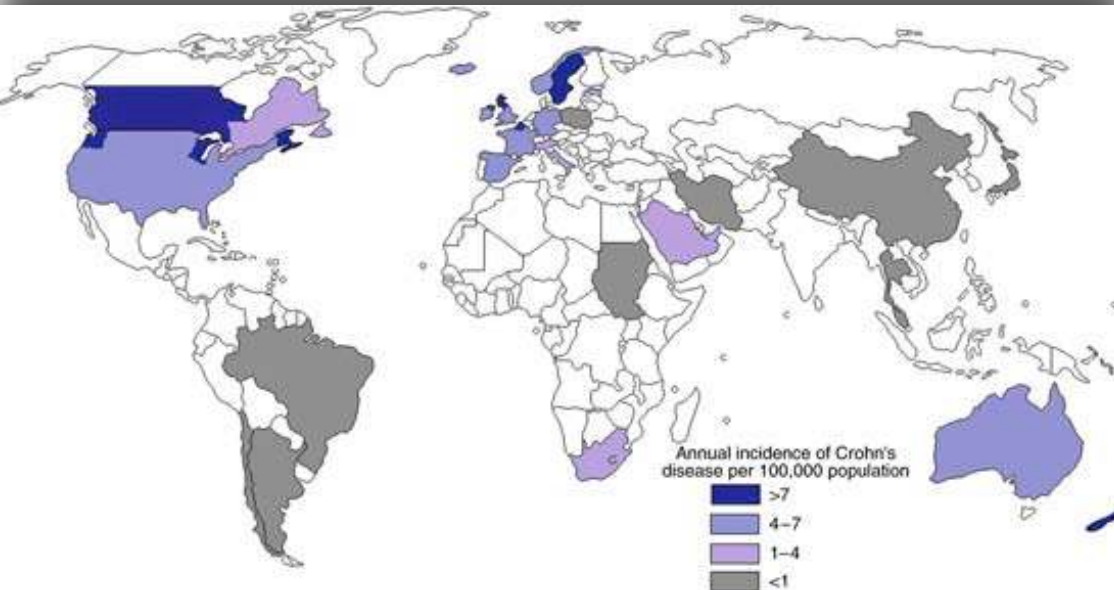 Annual incidence of Crohn's
disease per 100,000 population
>7
4–7
1–4
<1